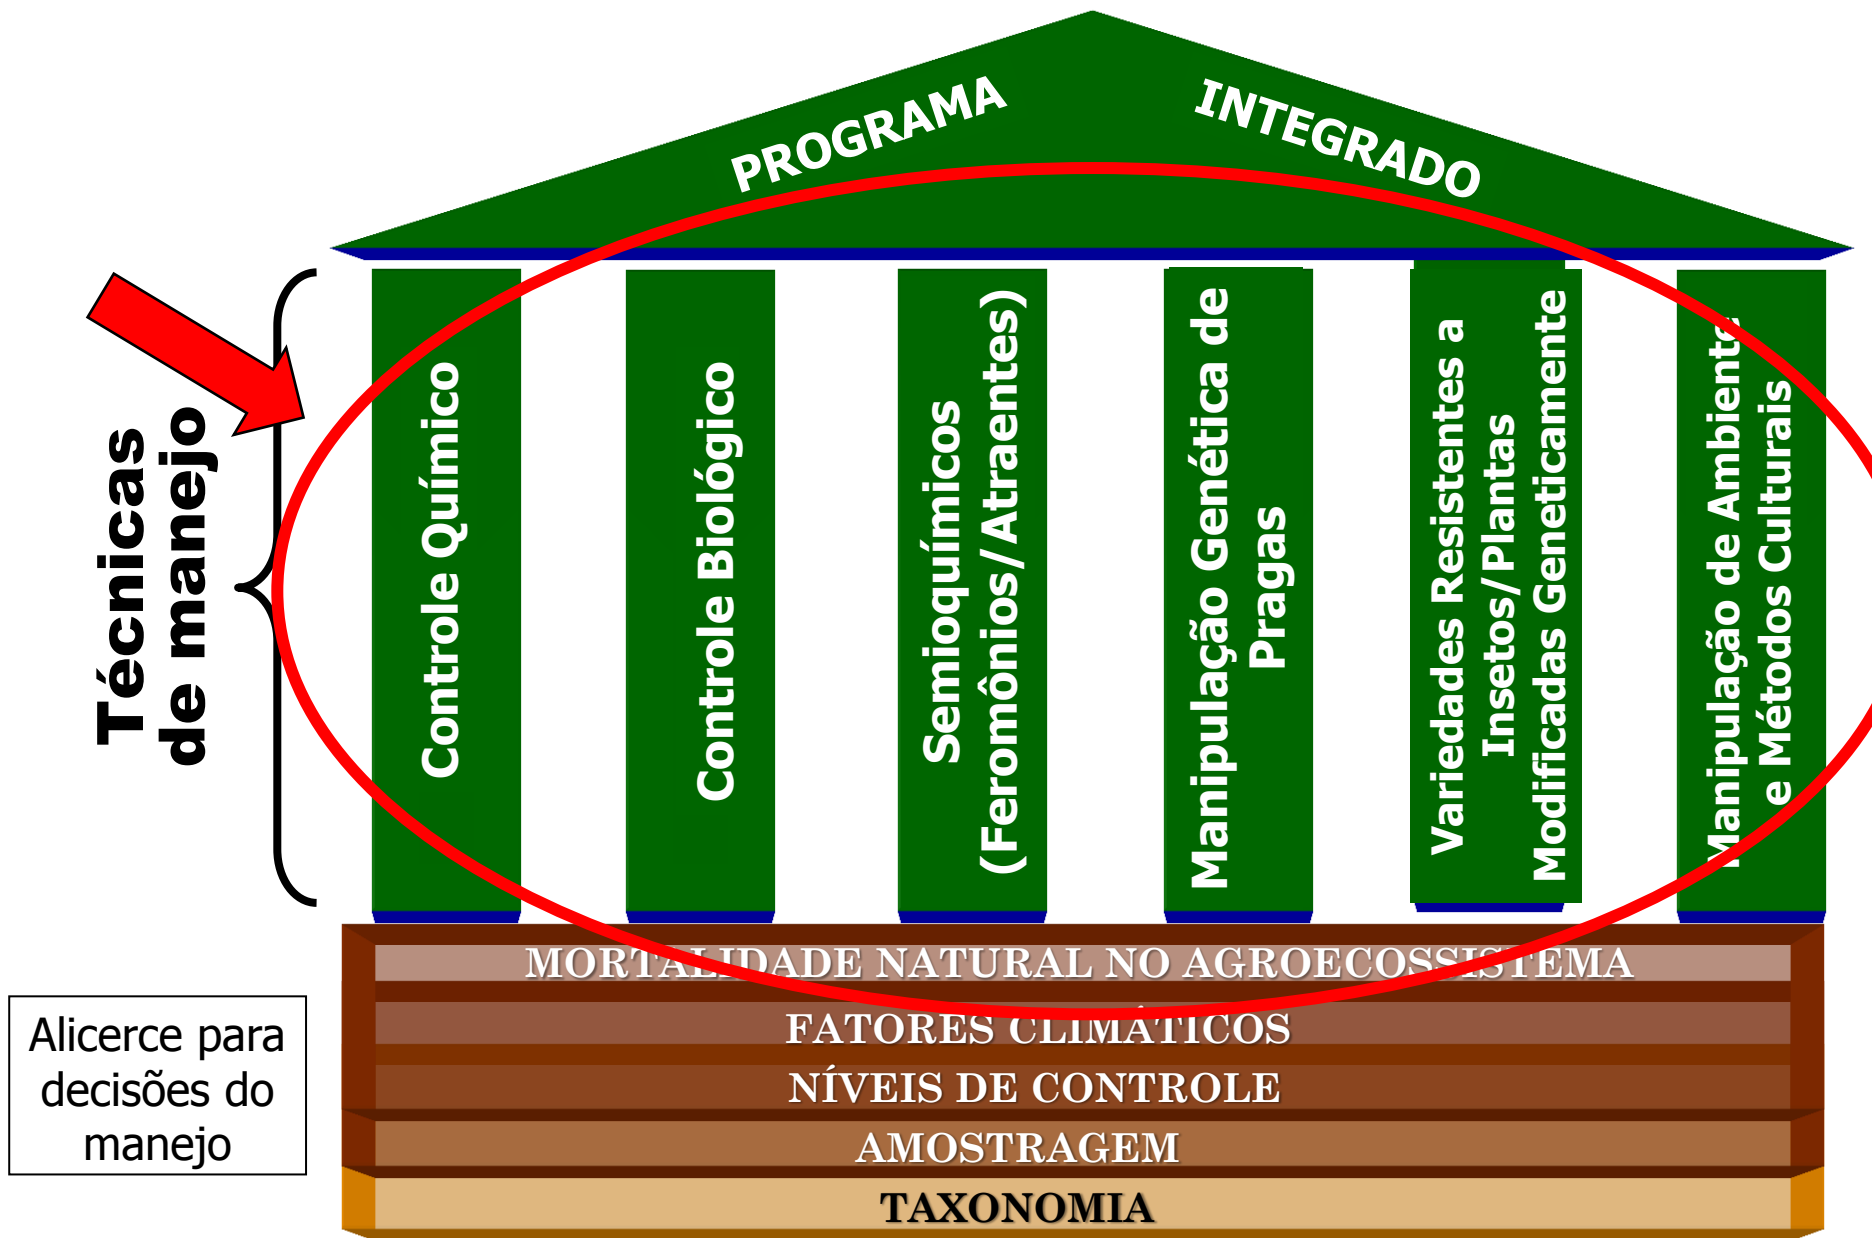 PROGRAMA
INTEGRADO
Técnicas
de manejo
Controle Químico
Controle Biológico
Semioquímicos
(Feromônios/Atraentes)
Manipulação Genética de
Pragas
Variedades Resistentes a
Insetos/Plantas
Modificadas Geneticamente
Manipulação de Ambiente
e Métodos Culturais
MORTALIDADE NATURAL NO AGROECOSSISTEMA
FATORES CLIMÁTICOS
NÍVEIS DE CONTROLE
AMOSTRAGEM
TAXONOMIA
Alicerce para
decisões do
manejo